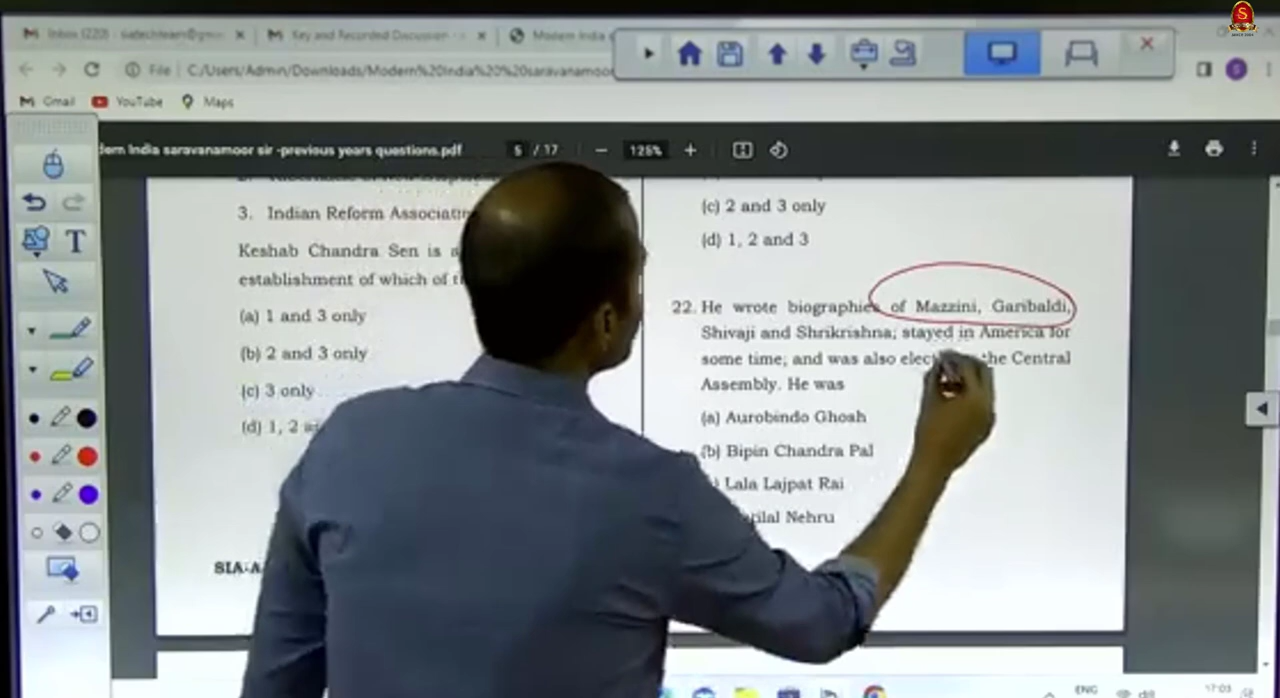 Inbox (220)
Key and Recorded Discussion
Modern India
File
C:/Users/Admin/Downloads/Modern%20India%20%20saravanamoo
Gmail
YouTube
Maps
dern India saravanamoor sir -previous years questions.pdf
5 / 17
125%
T
3. Indian Reform
Keshab Chandra Sen is
establishment of which of
(a) 1 and 3 only
(b) 2 and 3 only
(c) 3 only
(d) 1, 2
(c) 2 and 3 only
(d) 1, 2 and 3
22. He wrote biographies of Mazzini, Garibaldi,
Shivaji and Shrikrishna; stayed in America for
some time; and was also the Central
Assembly. He was
(a) Aurobindo Ghosh
(b) Bipin Chandra Pal
Lala Lajpat Rai
Nehru
ENG
17:03